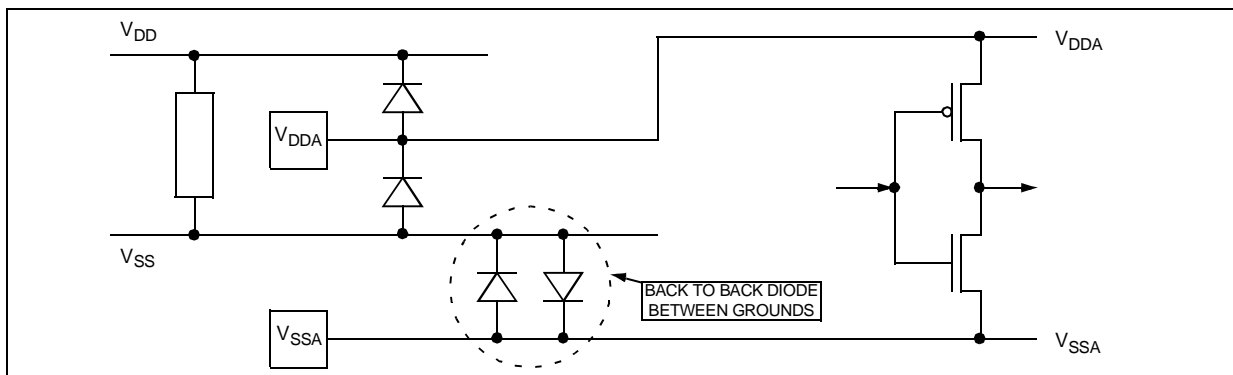 VDD
VDDA
VDDA
VSS
BACK TO BACK DIODE
BETWEEN GROUNDS
VSSA
VSSA